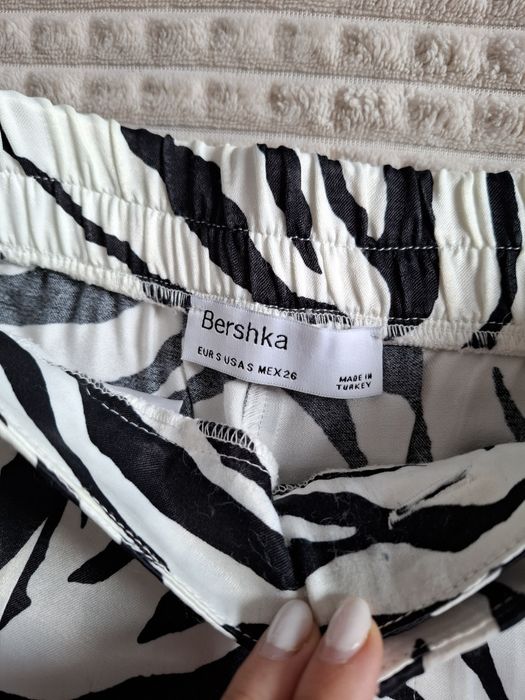 Bershka
EUR S USA S MEX 26
MADE IN
TURKEY